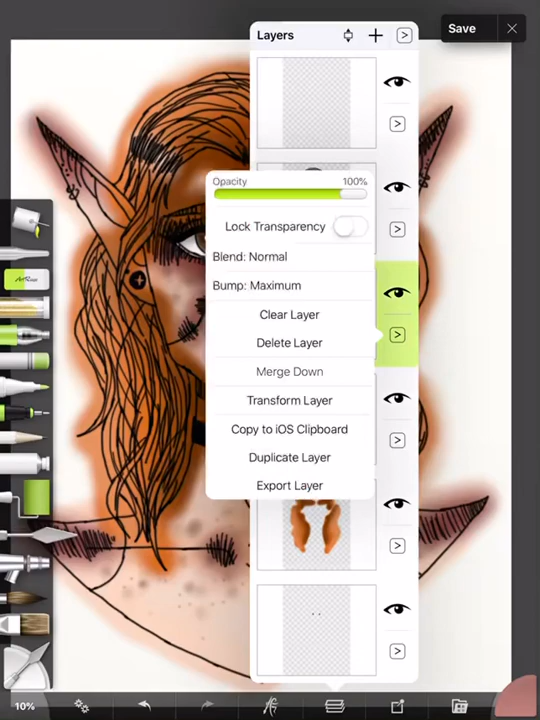 Layers
Save
Opacity 100%
Lock Transparency
Blend: Normal
Bump: Maximum
Clear Layer
Delete Layer
Merge Down
Transform Layer
Copy to iOS Clipboard
Duplicate Layer
Export Layer
ArtRage
10%